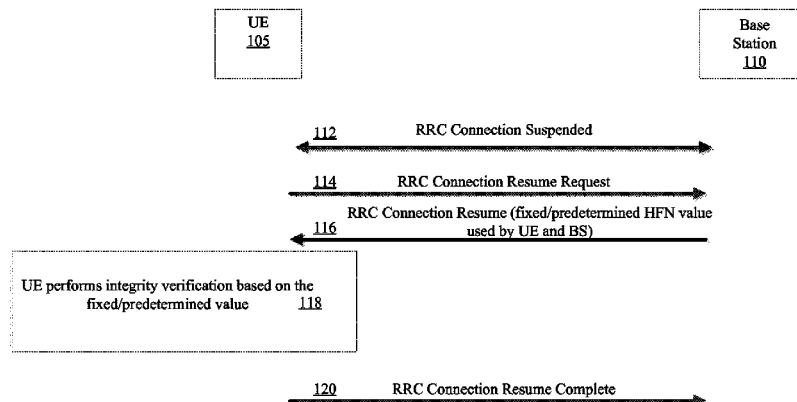 UE
105
Base
Station
110
112 RRC Connection Suspended
114 RRC Connection Resume Request
RRC Connection Resume (fixed/predetermined HFN value
116 used by UE and BS)
UE performs integrity verification based on the
fixed/predetermined value 118
120 RRC Connection Resume Complete